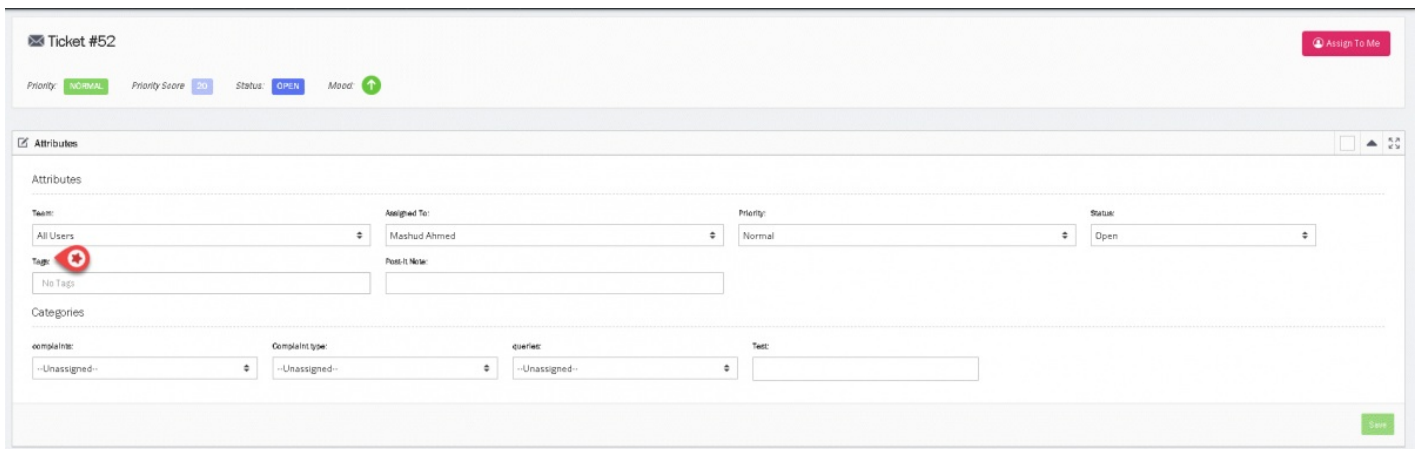 Ticket #52
Assign To Me
Priority: NORMAL Priority Score 20 Status: OPEN Mood:
Attributes
Attributes
Team: Assigned To: Priority: Status:
All Users Mashud Ahmed Normal Open
Tags: Post-It Note:
No Tags
Categories
complaints: Complaint type: queries: Test:
--Unassigned-- --Unassigned-- --Unassigned--
Save